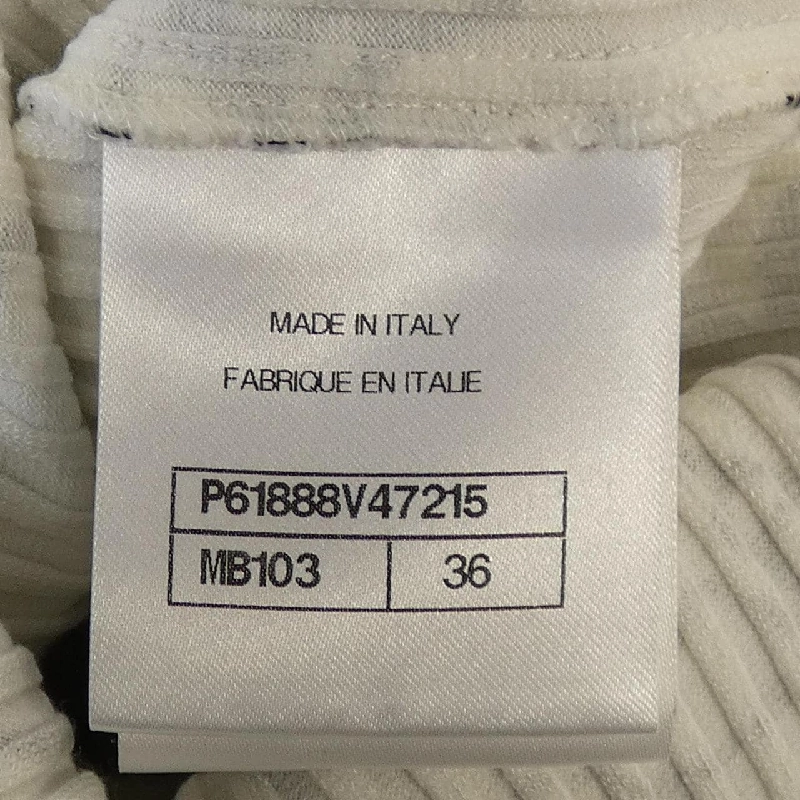 MADE IN ITALY
FABRIQUE EN ITALIE
P61888V47215
MB103 36